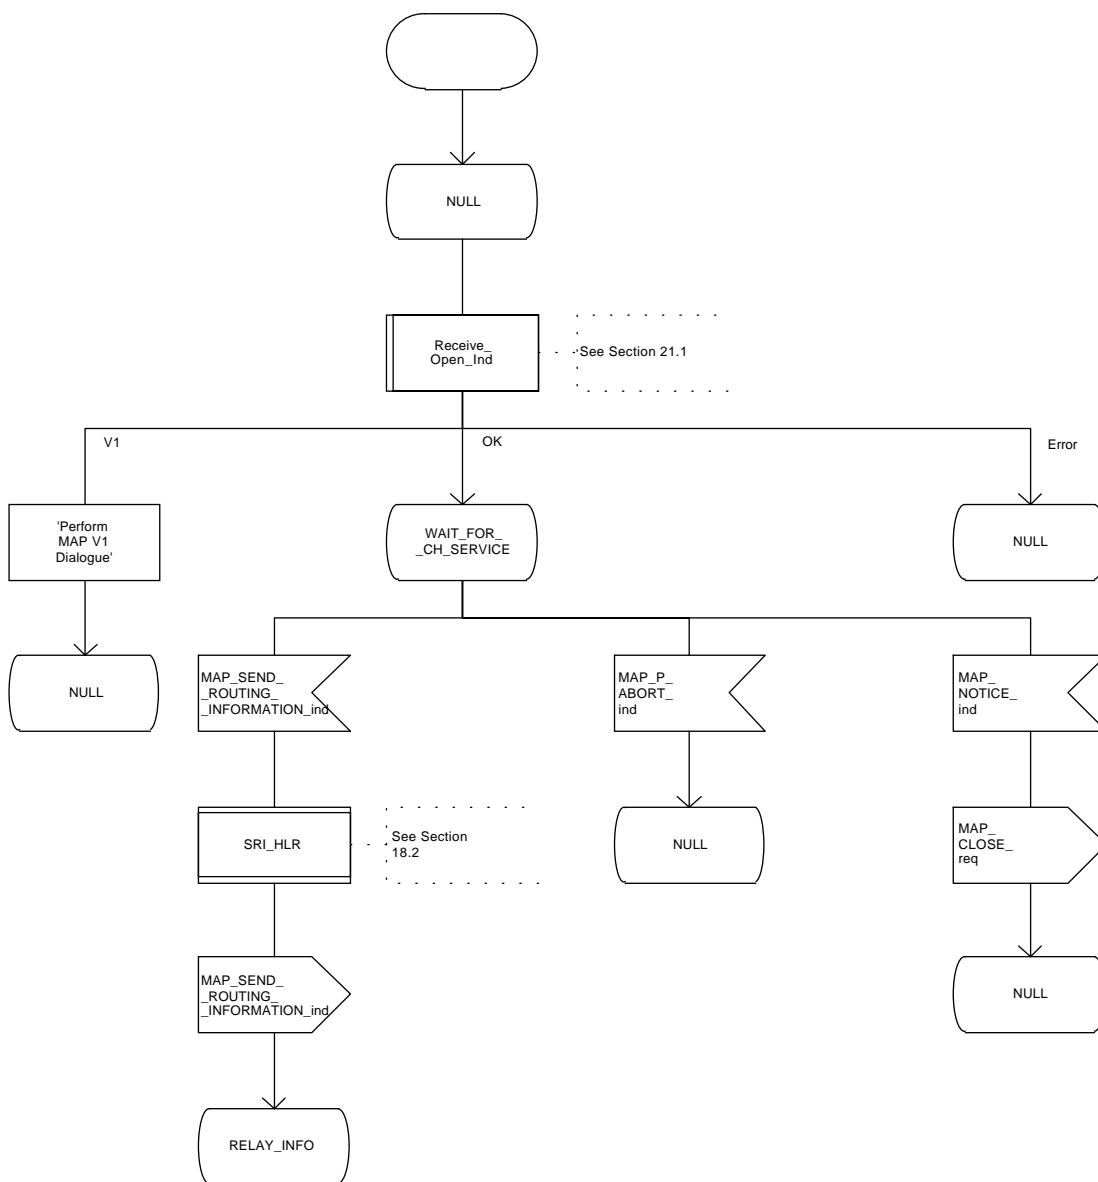 NULL
Receive_
Open_Ind
See Section 21.1
V1
OK
Error
'Perform
MAP V1
Dialogue'
WAIT_FOR_
_CH_SERVICE
NULL
NULL
MAP_SEND_
_ROUTING_
_INFORMATION_ind
MAP_P_
ABORT_
ind
MAP_
NOTICE_
ind
SRI_HLR
See Section
18.2
NULL
MAP_
CLOSE_
req
MAP_SEND_
_ROUTING_
_INFORMATION_ind
NULL
RELAY_INFO